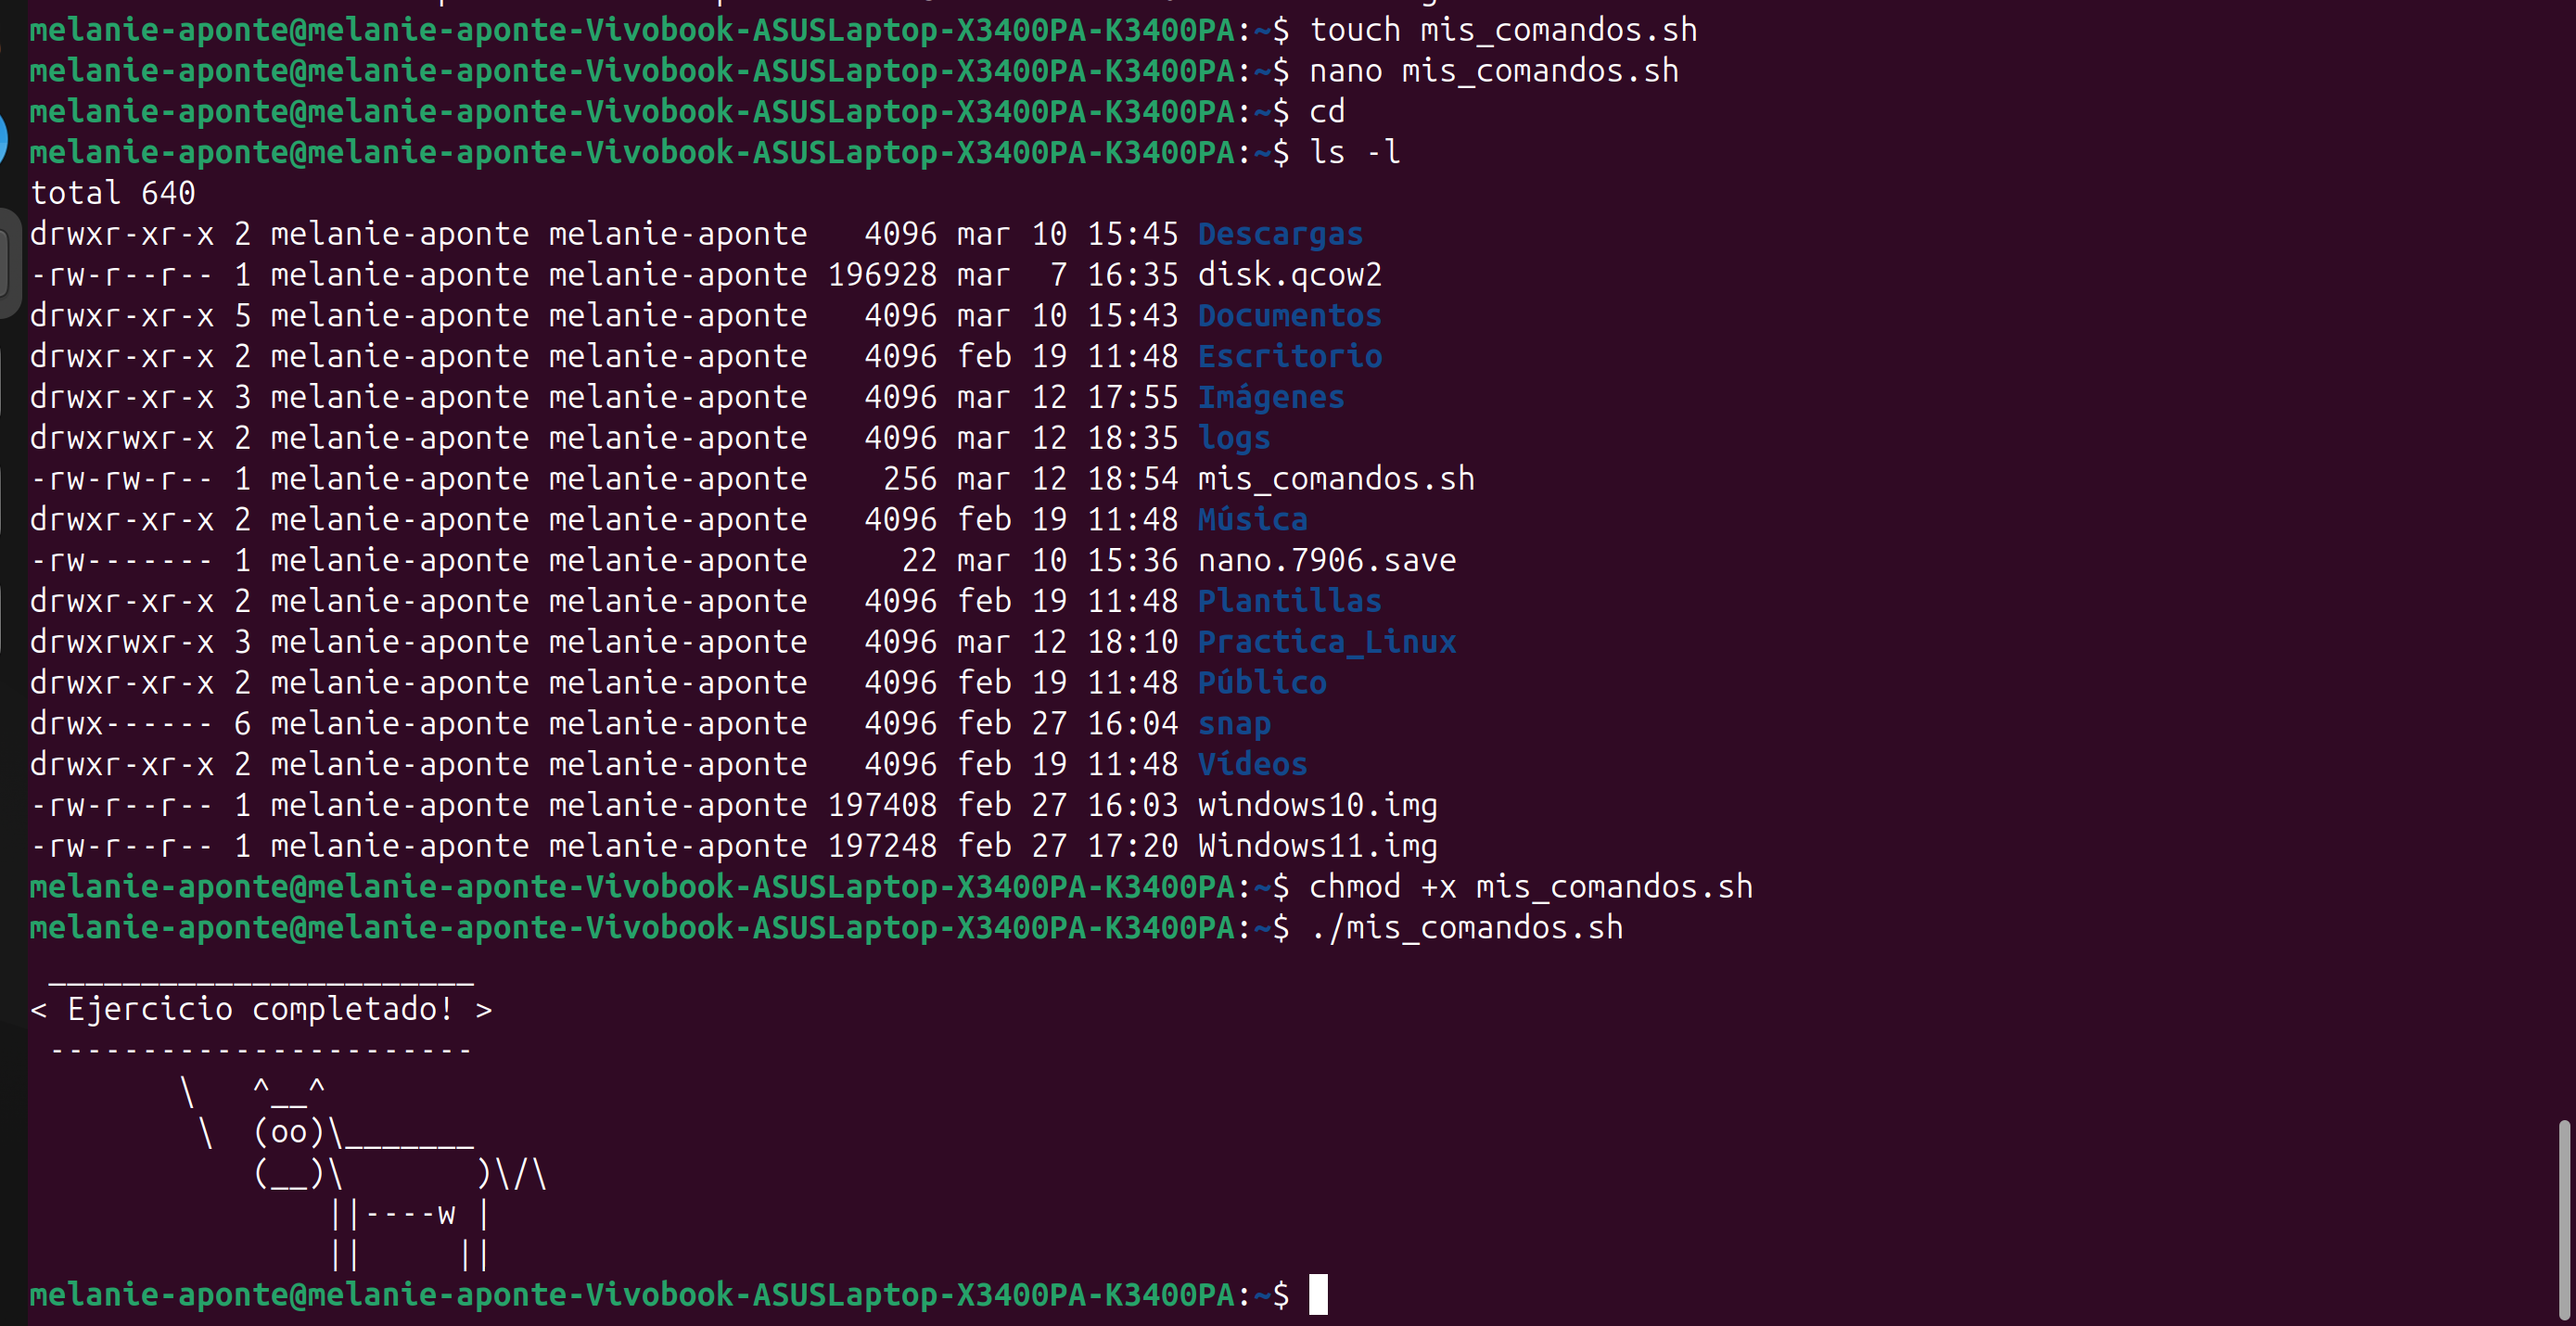 melanie-aponte@melanie-aponte-Vivobook-ASUSLaptop-X3400PA-K3400PA:~$ touch mis_comandos.sh
melanie-aponte@melanie-aponte-Vivobook-ASUSLaptop-X3400PA-K3400PA:~$ nano mis_comandos.sh
melanie-aponte@melanie-aponte-Vivobook-ASUSLaptop-X3400PA-K3400PA:~$ cd
melanie-aponte@melanie-aponte-Vivobook-ASUSLaptop-X3400PA-K3400PA:~$ ls -l
total 640
drwxr-xr-x 2 melanie-aponte melanie-aponte   4096 mar 10 15:45 Descargas
-rw-r--r-- 1 melanie-aponte melanie-aponte 196928 mar  7 16:35 disk.qcow2
drwxr-xr-x 5 melanie-aponte melanie-aponte   4096 mar 10 15:43 Documentos
drwxr-xr-x 2 melanie-aponte melanie-aponte   4096 feb 19 11:48 Escritorio
drwxr-xr-x 3 melanie-aponte melanie-aponte   4096 mar 12 17:55 Imágenes
drwxrwxr-x 2 melanie-aponte melanie-aponte   4096 mar 12 18:35 logs
-rw-rw-r-- 1 melanie-aponte melanie-aponte    256 mar 12 18:54 mis_comandos.sh
drwxr-xr-x 2 melanie-aponte melanie-aponte   4096 feb 19 11:48 Música
-rw------- 1 melanie-aponte melanie-aponte     22 mar 10 15:36 nano.7906.save
drwxr-xr-x 2 melanie-aponte melanie-aponte   4096 feb 19 11:48 Plantillas
drwxrwxr-x 3 melanie-aponte melanie-aponte   4096 mar 12 18:10 Practica_Linux
drwxr-xr-x 2 melanie-aponte melanie-aponte   4096 feb 19 11:48 Público
drwx------ 6 melanie-aponte melanie-aponte   4096 feb 27 16:04 snap
drwxr-xr-x 2 melanie-aponte melanie-aponte   4096 feb 19 11:48 Vídeos
-rw-r--r-- 1 melanie-aponte melanie-aponte 197408 feb 27 16:03 windows10.img
-rw-r--r-- 1 melanie-aponte melanie-aponte 197248 feb 27 17:20 Windows11.img
melanie-aponte@melanie-aponte-Vivobook-ASUSLaptop-X3400PA-K3400PA:~$ chmod +x mis_comandos.sh
melanie-aponte@melanie-aponte-Vivobook-ASUSLaptop-X3400PA-K3400PA:~$ ./mis_comandos.sh
 _______________________
< Ejercicio completado! >
 -----------------------
        \   ^__^
         \  (oo)\_______
            (__)\       )\/\
                ||----w |
                ||     ||
melanie-aponte@melanie-aponte-Vivobook-ASUSLaptop-X3400PA-K3400PA:~$